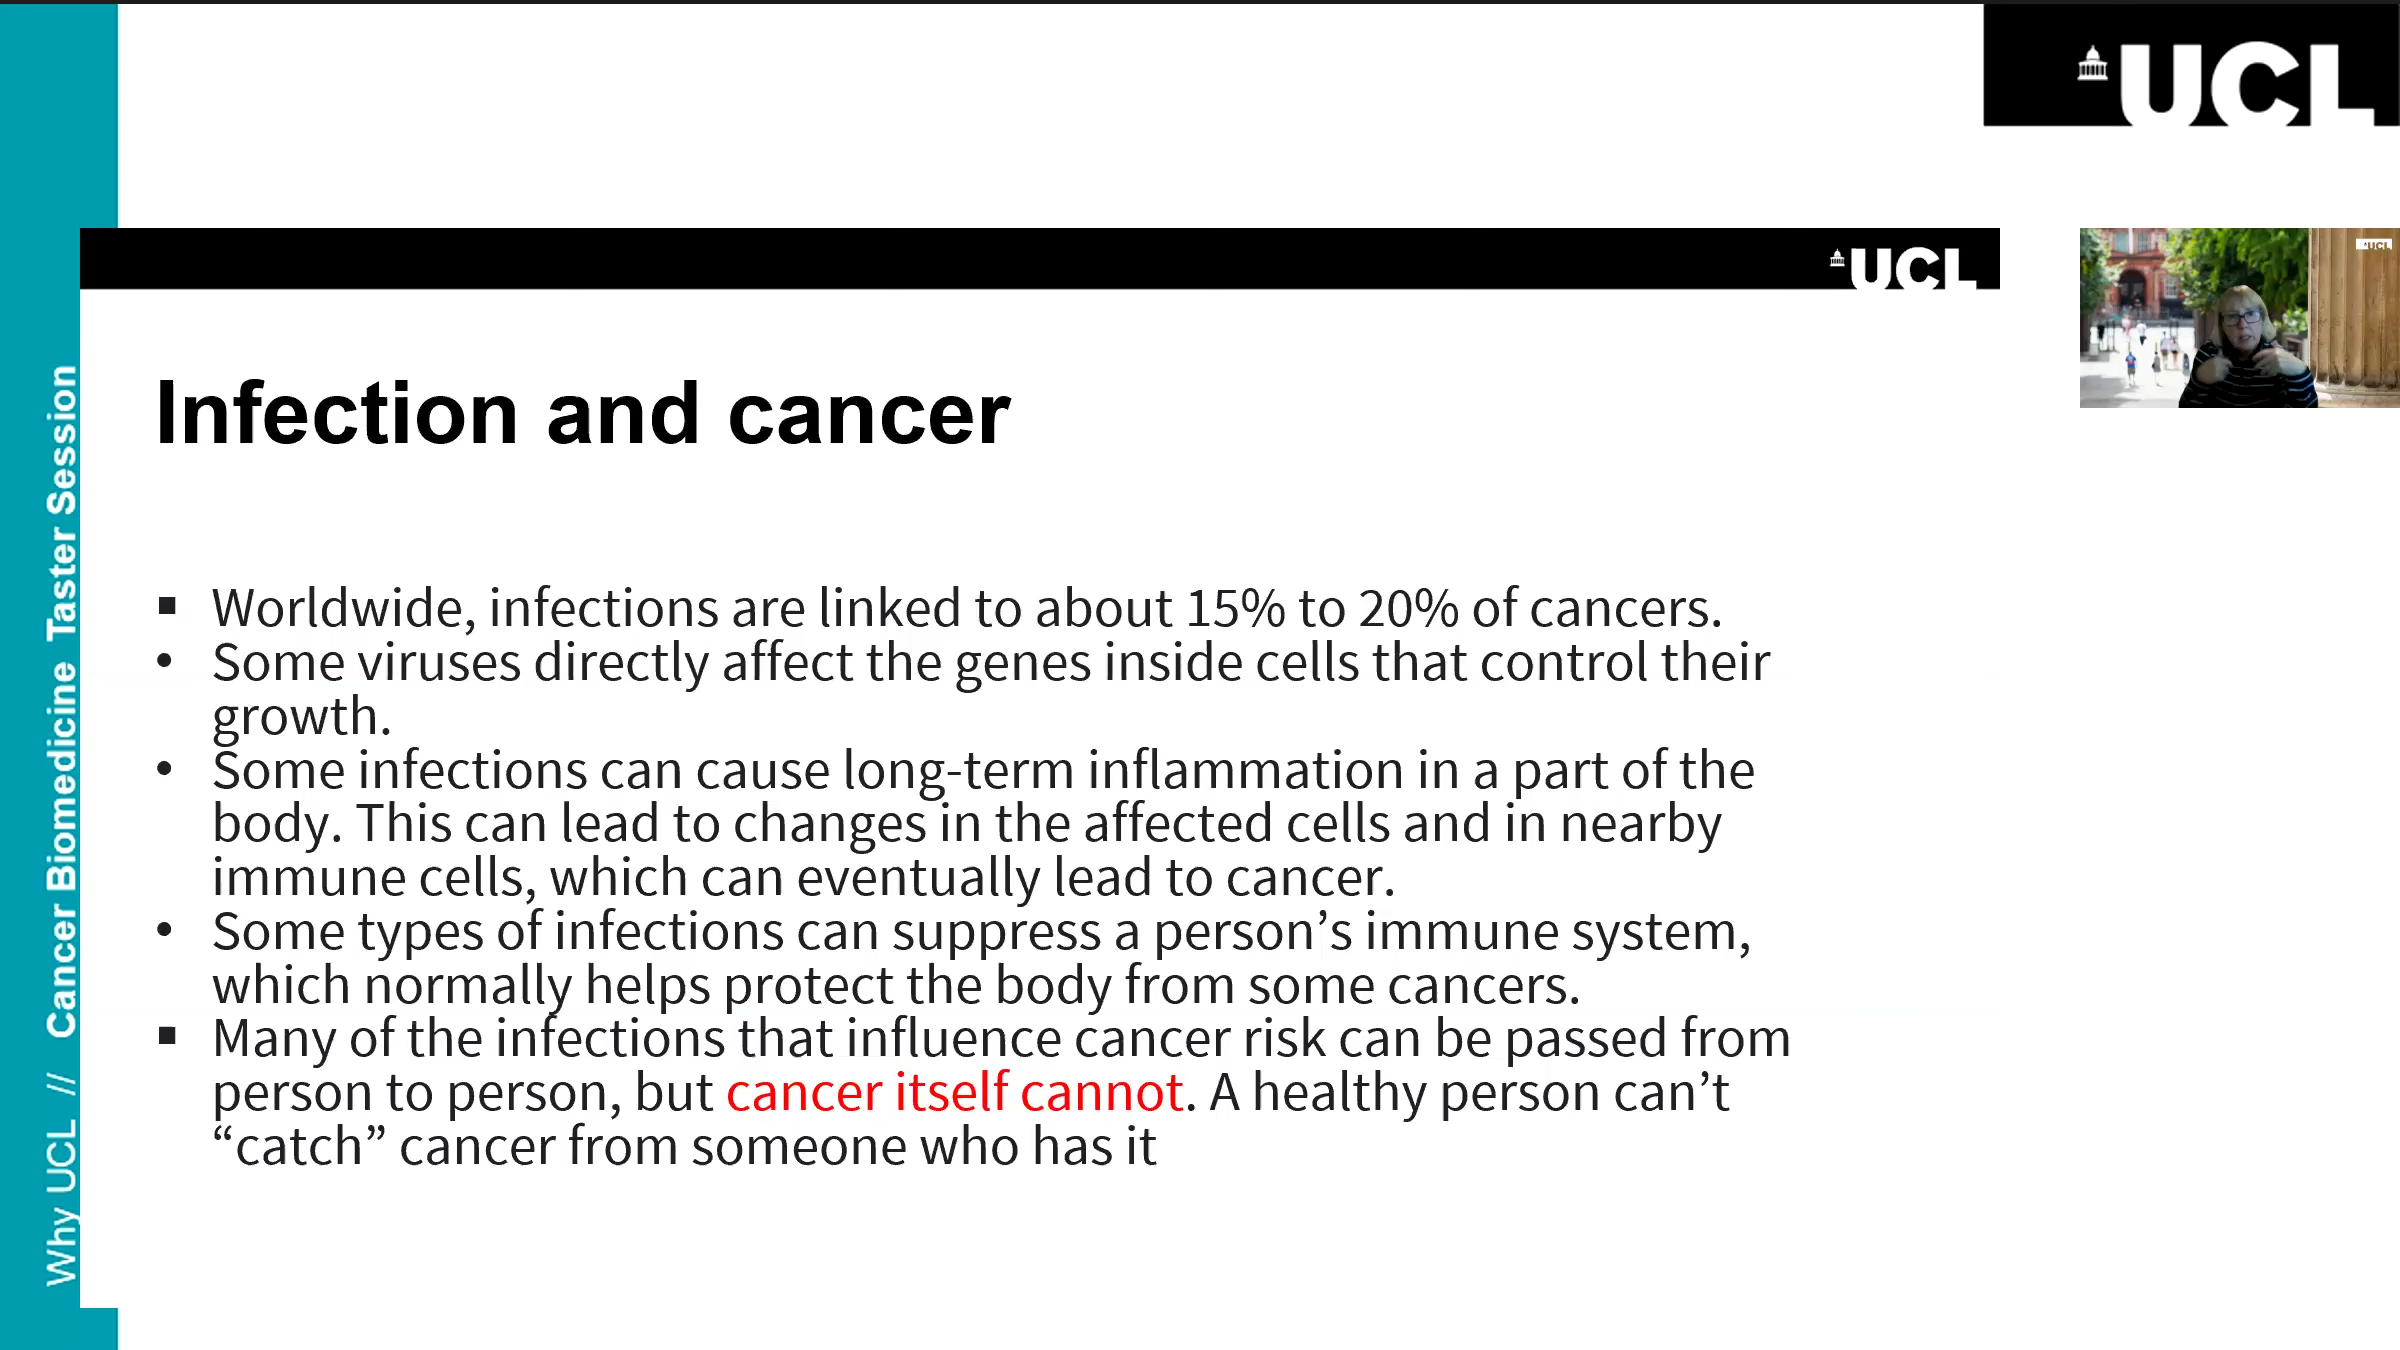 UCL
UCL
UCL
Why UCL // Cancer Biomedicine Taster Session
Infection and cancer
▪ Worldwide, infections are linked to about 15% to 20% of cancers.
• Some viruses directly affect the genes inside cells that control their
growth.
• Some infections can cause long-term inflammation in a part of the
body. This can lead to changes in the affected cells and in nearby
immune cells, which can eventually lead to cancer.
• Some types of infections can suppress a person’s immune system,
which normally helps protect the body from some cancers.
▪ Many of the infections that influence cancer risk can be passed from
person to person, but cancer itself cannot. A healthy person can’t
“catch” cancer from someone who has it